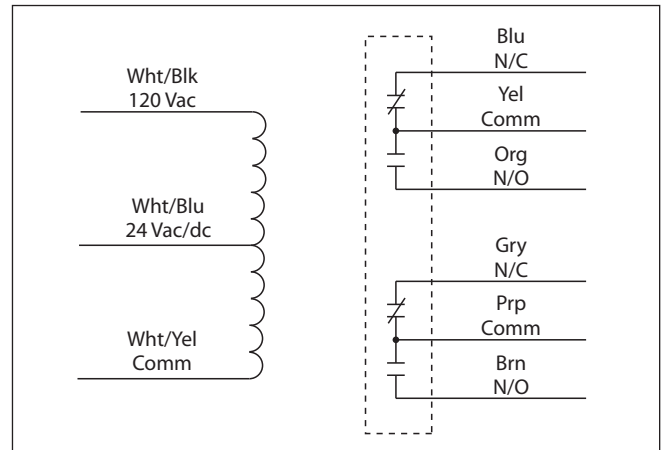 Wht/Blk
120 Vac
Wht/Blu
24 Vac/dc
Wht/Yel
Comm
Blu
N/C
Yel
Comm
Org
N/O
Gry
N/C
Prp
Comm
Brn
N/O